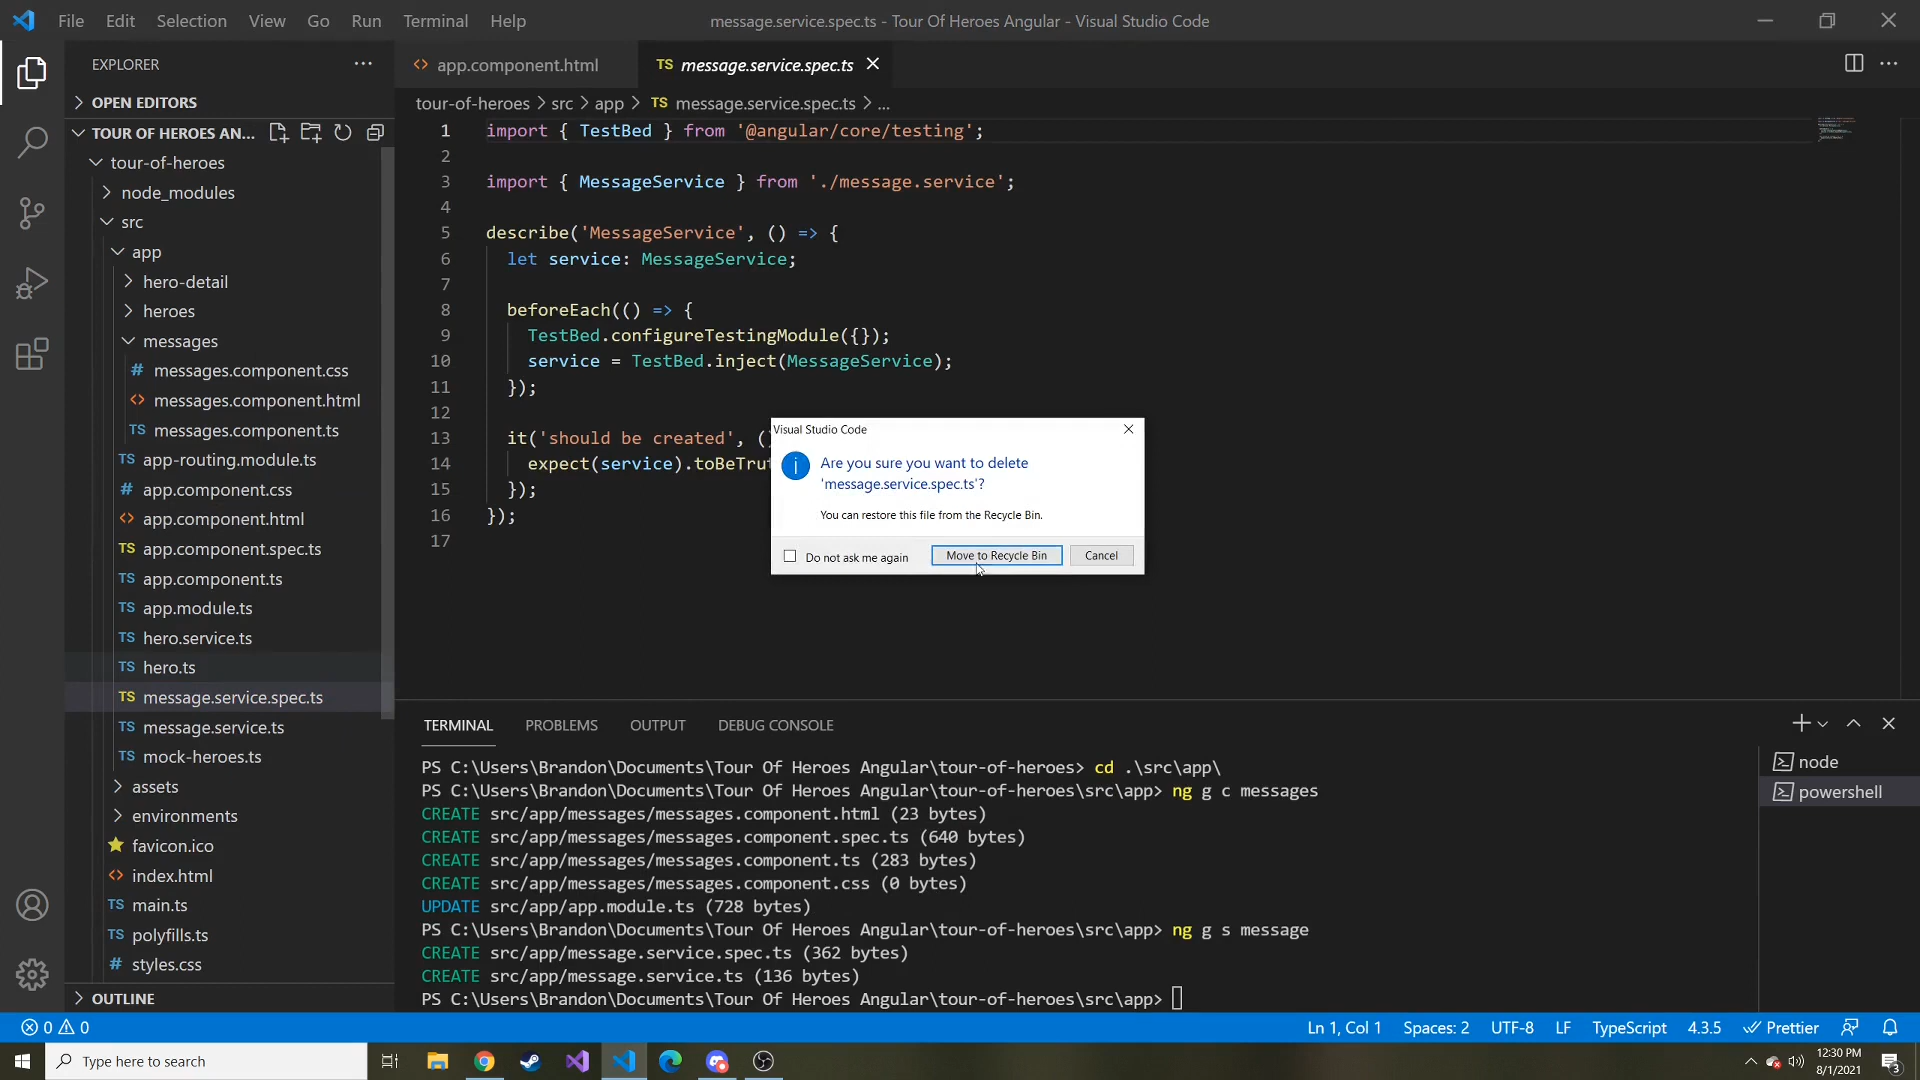 File Edit Selection View Go Run Terminal Help
message.service.spec.ts - Tour Of Heroes Angular - Visual Studio Code
EXPLORER
OPEN EDITORS
TOUR OF HEROES AN...
tour-of-heroes
node_modules
src
app
hero-detail
heroes
messages
# messages.component.css
<> messages.component.html
TS messages.component.ts
TS app-routing.module.ts
# app.component.css
<> app.component.html
TS app.component.spec.ts
TS app.component.ts
TS app.module.ts
TS hero.service.ts
TS hero.ts
TS message.service.spec.ts
TS message.service.ts
TS mock-heroes.ts
assets
environments
favicon.ico
<> index.html
TS main.ts
TS polyfills.ts
# styles.css
OUTLINE
<> app.component.html
TS message.service.spec.ts
tour-of-heroes > src > app > TS message.service.spec.ts > ...
1 import { TestBed } from '@angular/core/testing';
2
3 import { MessageService } from './message.service';
4
5 describe('MessageService', () => {
6 let service: MessageService;
7
8 beforeEach(() => {
9 TestBed.configureTestingModule({});
10 service = TestBed.inject(MessageService);
11 });
12
13 it('should be created', ()
14 expect(service).toBeTrut
15 });
16 });
17
Visual Studio Code
Are you sure you want to delete
'message.service.spec.ts'?
You can restore this file from the Recycle Bin.
Do not ask me again
Move to Recycle Bin
Cancel
TERMINAL PROBLEMS OUTPUT DEBUG CONSOLE
PS C:\Users\Brandon\Documents\Tour Of Heroes Angular\tour-of-heroes> cd .\src\app\
PS C:\Users\Brandon\Documents\Tour Of Heroes Angular\tour-of-heroes\src\app> ng g c messages
CREATE src/app/messages/messages.component.html (23 bytes)
CREATE src/app/messages/messages.component.spec.ts (640 bytes)
CREATE src/app/messages/messages.component.ts (283 bytes)
CREATE src/app/messages/messages.component.css (0 bytes)
UPDATE src/app/app.module.ts (728 bytes)
PS C:\Users\Brandon\Documents\Tour Of Heroes Angular\tour-of-heroes\src\app> ng g s message
CREATE src/app/message.service.spec.ts (362 bytes)
CREATE src/app/message.service.ts (136 bytes)
PS C:\Users\Brandon\Documents\Tour Of Heroes Angular\tour-of-heroes\src\app>
node
powershell
0 0
Ln 1, Col 1 Spaces: 2 UTF-8 LF TypeScript 4.3.5 Prettier
Type here to search
12:30 PM
8/1/2021
3